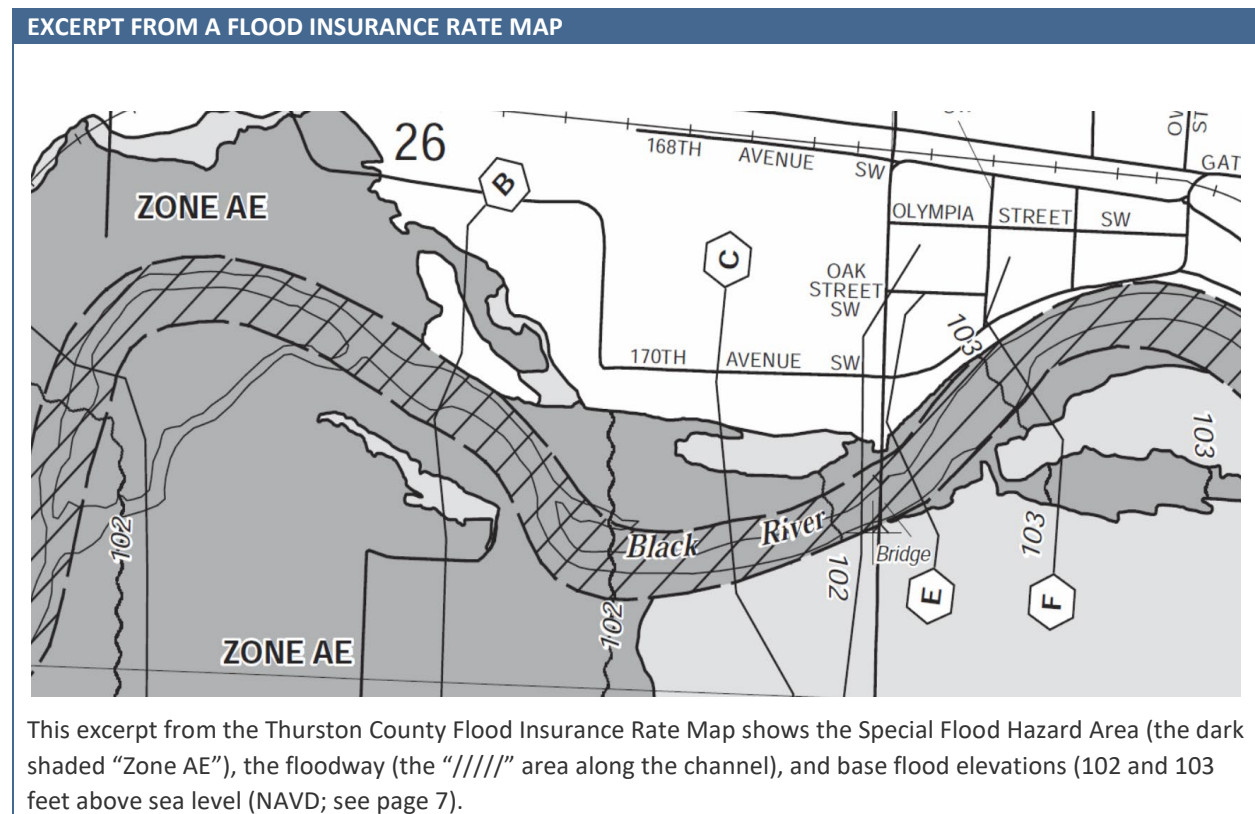 EXCERPT FROM A FLOOD INSURANCE RATE MAP
26
168TH AVENUE SW
GAT
B
ZONE AE
OLYMPIA STREET SW
C
OAK
STREET
SW
103
170TH AVENUE SW
103
102
Black River
102
102
103
Bridge
E
F
ZONE AE
This excerpt from the Thurston County Flood Insurance Rate Map shows the Special Flood Hazard Area (the dark
shaded “Zone AE”), the floodway (the “/////” area along the channel), and base flood elevations (102 and 103
feet above sea level (NAVD; see page 7).